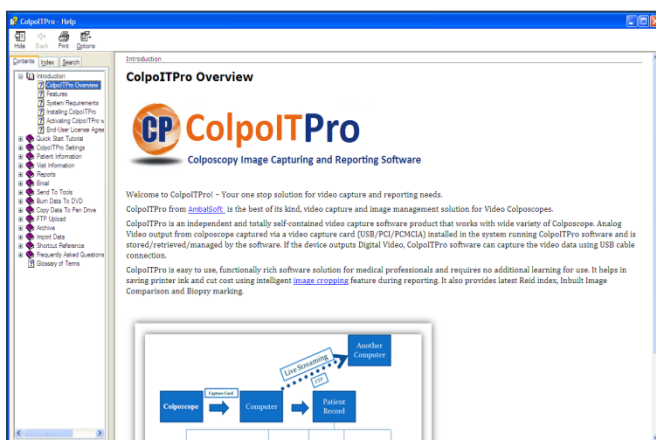 ColpoITPro - Help
Hide Back Print Options
Contents Index Search
Introduction
ColpoITPro Overview
Features
System Requirements
Installing ColpoITPro
Activating ColpoITPro w
End-User License Agree
Quick Start Tutorial
ColpoITPro Settings
Patient Information
Visit Information
Reports
Email
Send To Tools
Burn Data To DVD
Copy Data To Pen Drive
FTP Upload
Archive
Import Data
Shortcut Reference
Frequently Asked Questions
Glossary of Terms
Introduction
ColpoITPro Overview
CP ColpoITPro
Colposcopy Image Capturing and Reporting Software
Welcome to ColpoITPro! – Your one stop solution for video capture and reporting needs.
ColpoITPro from AmbalSoft is the best of its kind, video capture and image management solution for Video Colposcopes.
ColpoITPro is an independent and totally self-contained video capture software product that works with wide variety of Colposcope. Analog
Video output from colposcope captured via a video capture card (USB/PCI/PCMCIA) installed in the system running ColpoITPro software and is
stored/retrieved/managed by the software. If the device outputs Digital Video, ColpoITPro software can capture the video data using USB cable
connection.
ColpoITPro is easy to use, functionally rich software solution for medical professionals and requires no additional learning for use. It helps in
saving printer ink and cut cost using intelligent image cropping feature during reporting. It also provides latest Reid index, Inbuilt Image
Comparison and Biopsy marking.
Another
Computer
Live Streaming
FTP
Colposcope
Capture Card
Computer
Patient
Record